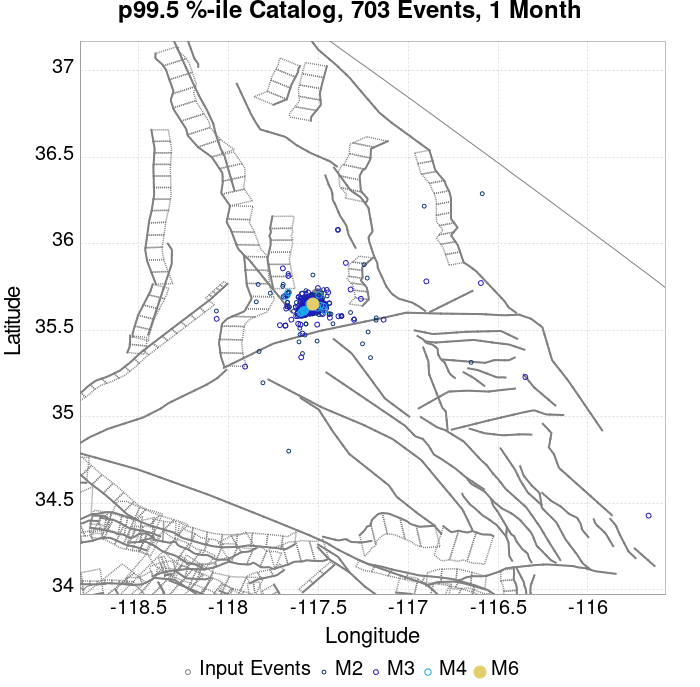 p99.5 %-ile Catalog, 703 Events, 1 Month
37
36.5
36
35.5
35
34.5
34
Latitude
-118.5 -118 -117.5 -117 -116.5 -116
Longitude
Input Events M2 M3 M4 M6